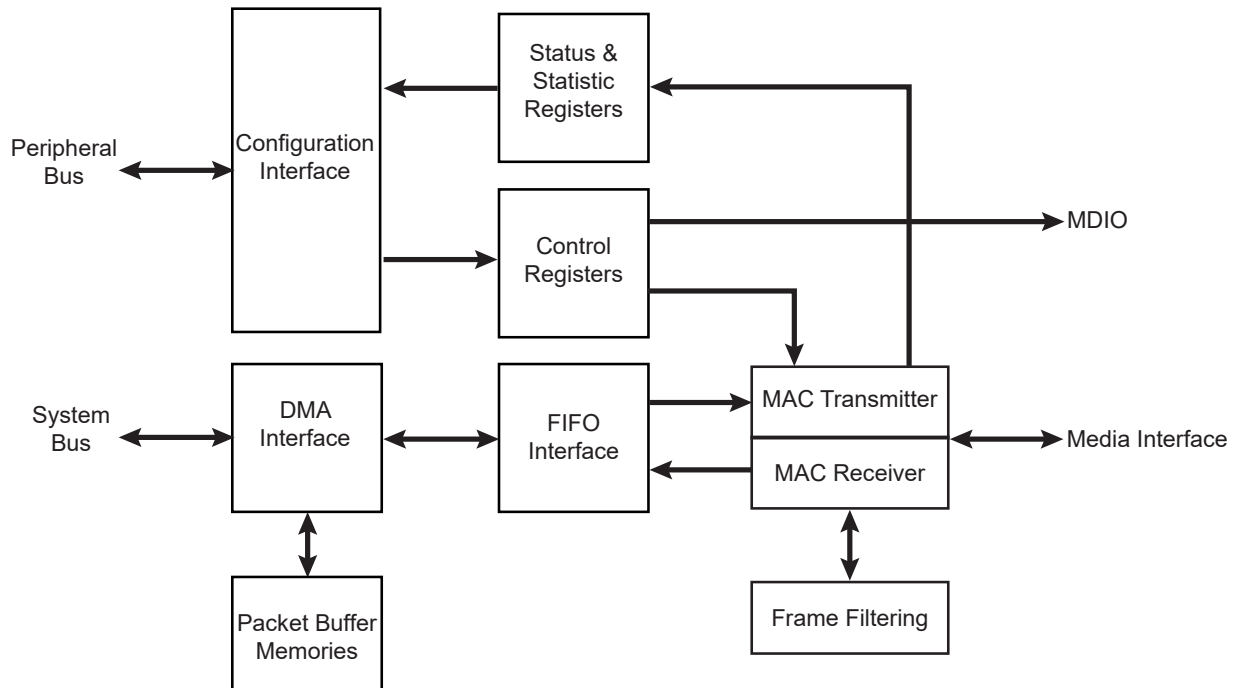 Status &
Statistic
Registers
Configuration
Interface
Peripheral
Bus
Control
Registers
MDIO
System
Bus
DMA
Interface
FIFO
Interface
MAC Transmitter
MAC Receiver
Media Interface
Packet Buffer
Memories
Frame Filtering